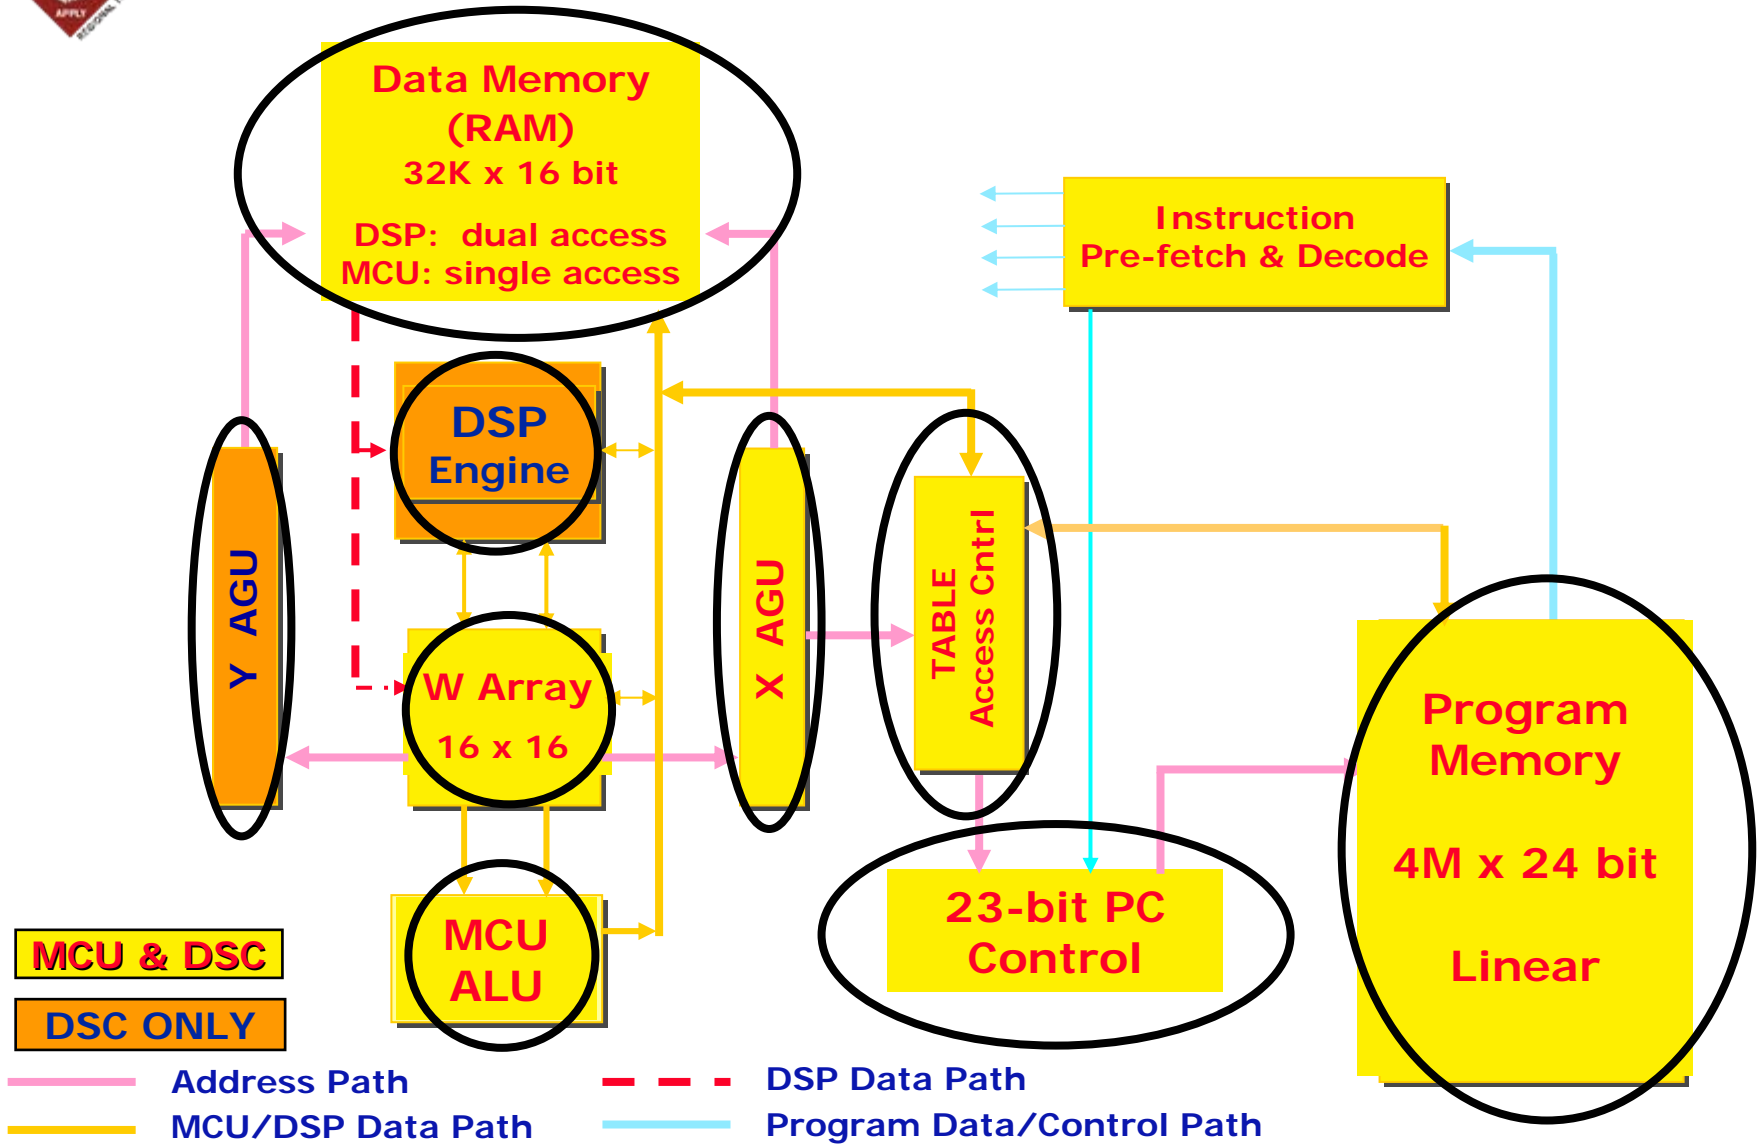 APPLY
Data Memory
(RAM)
32K x 16 bit
DSP: dual access
MCU: single access
Instruction
Pre-fetch & Decode
DSP
Engine
Y AGU
X AGU
TABLE
Access Cntrl
W Array
16 x 16
Program
Memory
4M x 24 bit
Linear
23-bit PC
Control
MCU
ALU
MCU & DSC
DSC ONLY
Address Path
DSP Data Path
MCU/DSP Data Path
Program Data/Control Path